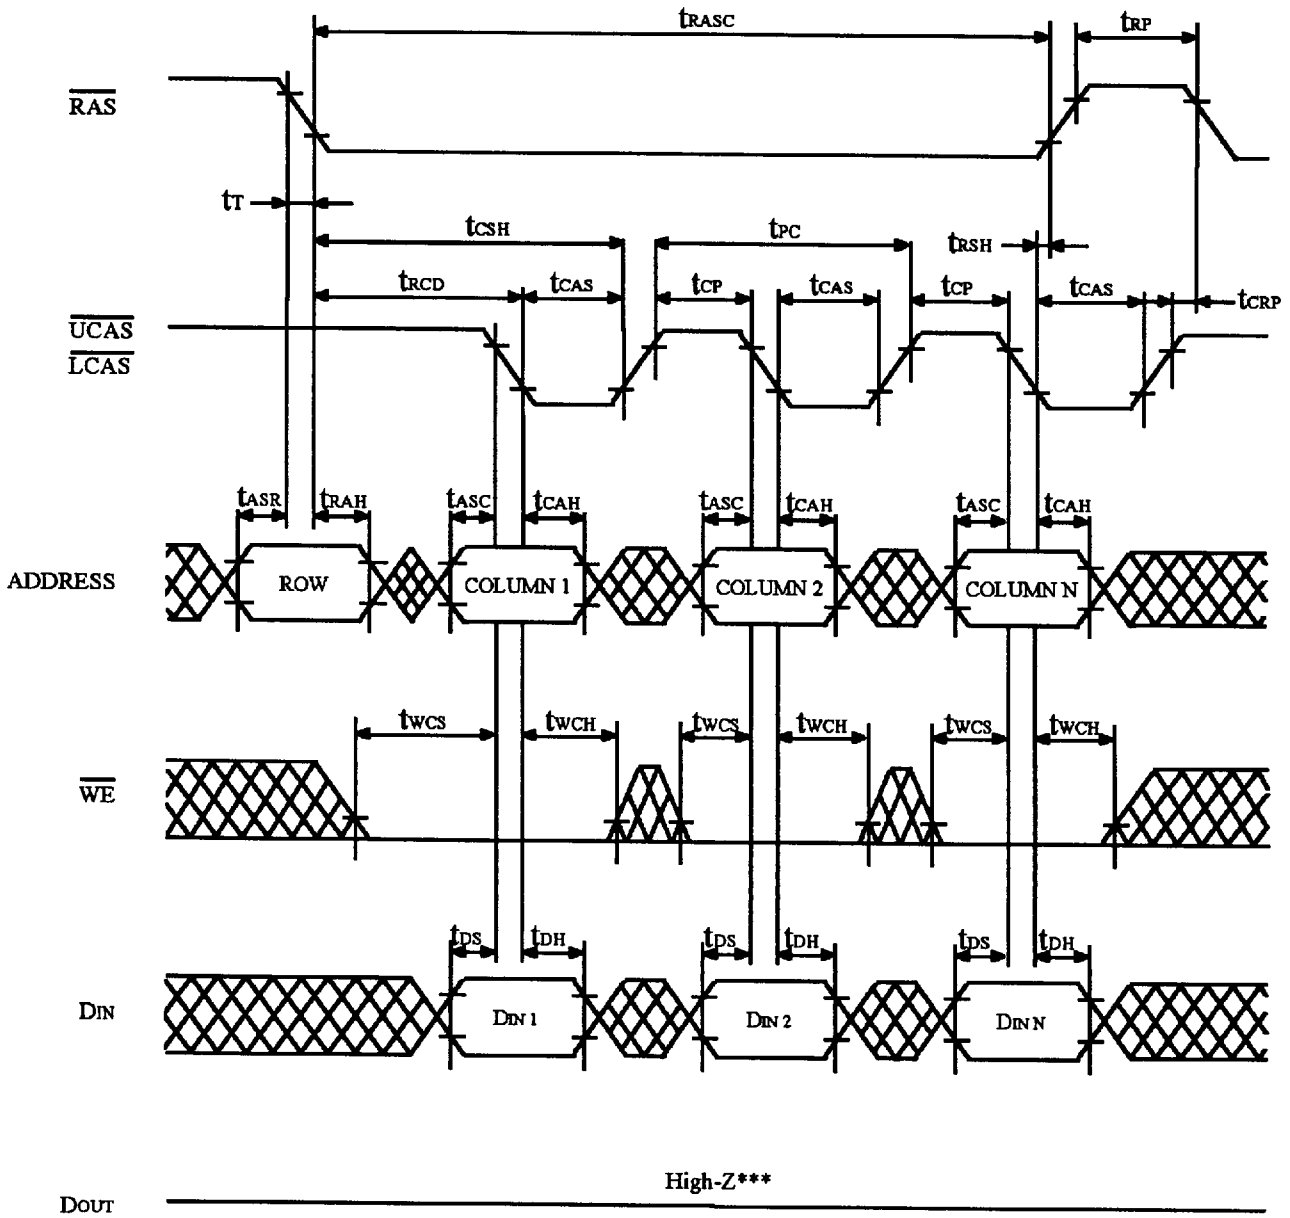 tRASC
tRP
RAS
tT
tCSH
tPC
tRSH
tRCD
tCAS
tCP
tCAS
tCP
tCAS
tCRP
UCAS
LCAS
tASR
tRAH
tASC
tCAH
tASC
tCAH
tASC
tCAH
ADDRESS
ROW
COLUMN 1
COLUMN 2
COLUMN N
tWCS
tWCH
tWCS
tWCH
tWCS
tWCH
WE
tDS
tDH
tDS
tDH
tDS
tDH
DIN
DIN 1
DIN 2
DIN N
High-Z***
DOUT